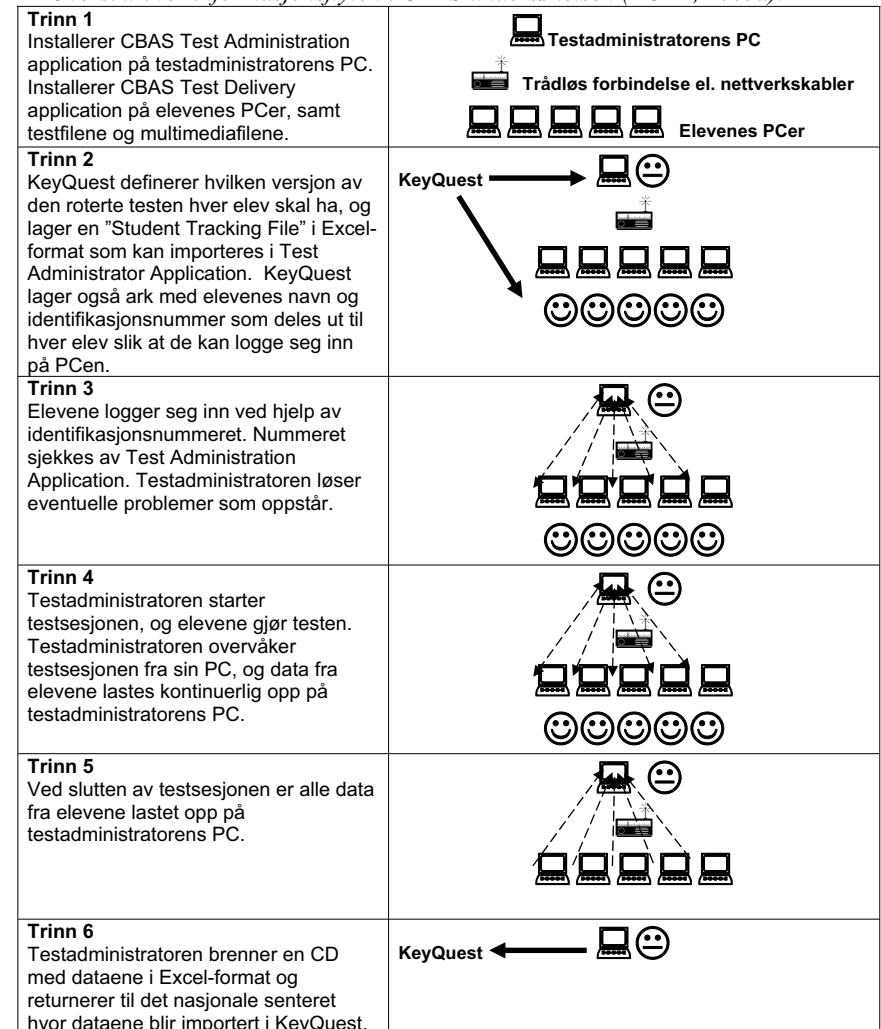 Trinn 1
Installerer CBAS Test Administration
application på testadministratorens PC.
Installerer CBAS Test Delivery
application på elevenes PCer, samt
testfilene og multimediafilene.
Testadministratorens PC
Trådløs forbindelse el. nettverkskabler
Elevenes PCer
Trinn 2
KeyQuest definerer hvilken versjon av
den roterte testen hver elev skal ha, og
lager en ”Student Tracking File” i Excel-
format som kan importeres i Test
Administrator Application.  KeyQuest
lager også ark med elevenes navn og
identifikasjonsnummer som deles ut til
hver elev slik at de kan logge seg inn
på PCen.
KeyQuest
Trinn 3
Elevene logger seg inn ved hjelp av
identifikasjonsnummeret. Nummeret
sjekkes av Test Administration
Application. Testadministratoren løser
eventuelle problemer som oppstår.
Trinn 4
Testadministratoren starter
testsesjonen, og elevene gjør testen.
Testadministratoren overvåker
testsesjonen fra sin PC, og data fra
elevene lastes kontinuerlig opp på
testadministratorens PC.
Trinn 5
Ved slutten av testsesjonen er alle data
fra elevene lastet opp på
testadministratorens PC.
Trinn 6
Testadministratoren brenner en CD
med dataene i Excel-format og
returnerer til det nasjonale senteret
hvor dataene blir importert i KeyQuest.
KeyQuest